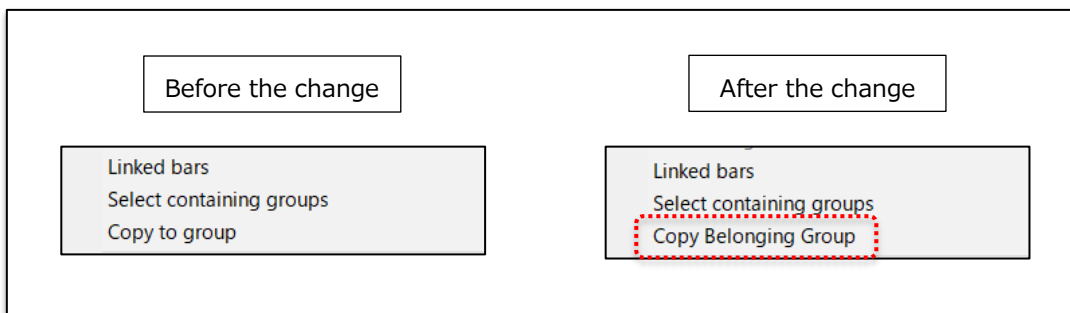 Before the change
After the change
Linked bars
Select containing groups
Copy to group
Linked bars
Select containing groups
Copy Belonging Group